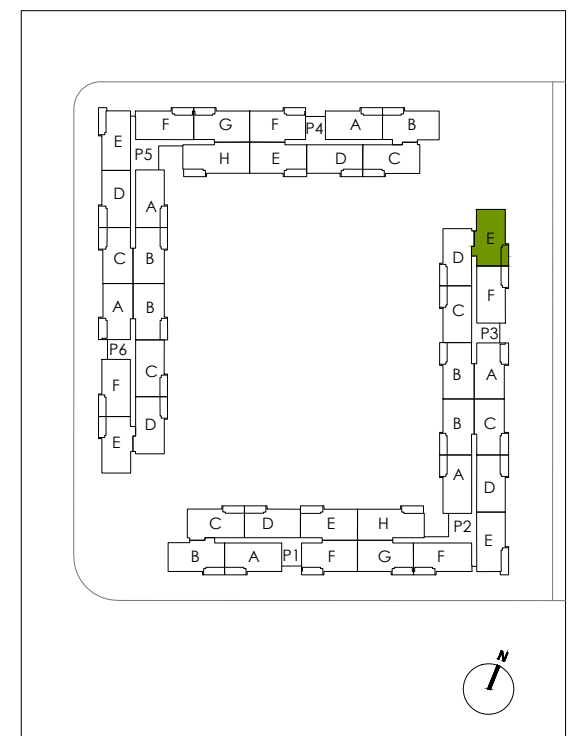 F G F P4 A B
E P5
H E D C
D A
E
D
C B
F
C
A B
P3
P6
B A
C
F
B C
D
E
A D
C D E H
P2
E
B A P1 F G F
N